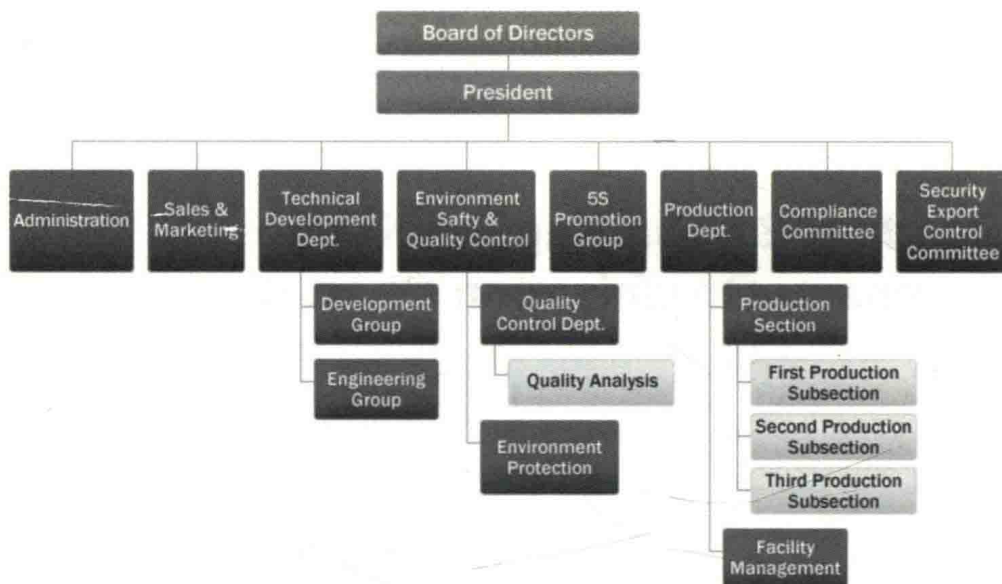 Board of Directors
President
Administration
Sales &
Marketing
Technical
Development
Dept.
Environment
Safty &
Quality Control
5S
Promotion
Group
Production
Dept.
Compliance
Committee
Security
Export
Control
Committee
Development
Group
Engineering
Group
Quality
Control Dept.
Quality Analysis
Environment
Protection
Production
Section
First Production
Subsection
Second Production
Subsection
Third Production
Subsection
Facility
Management